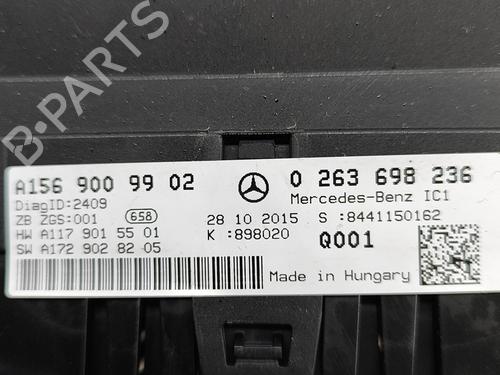 B-PARTS
A156 900 99 02
DiagID:2409
ZB ZGS:001
658
HW A117 901 55 01
SW A172 902 82 05
0 263 698 236
Mercedes-Benz IC1
28 10 2015
S :8441150162
K :898020
Q001
Made in Hungary